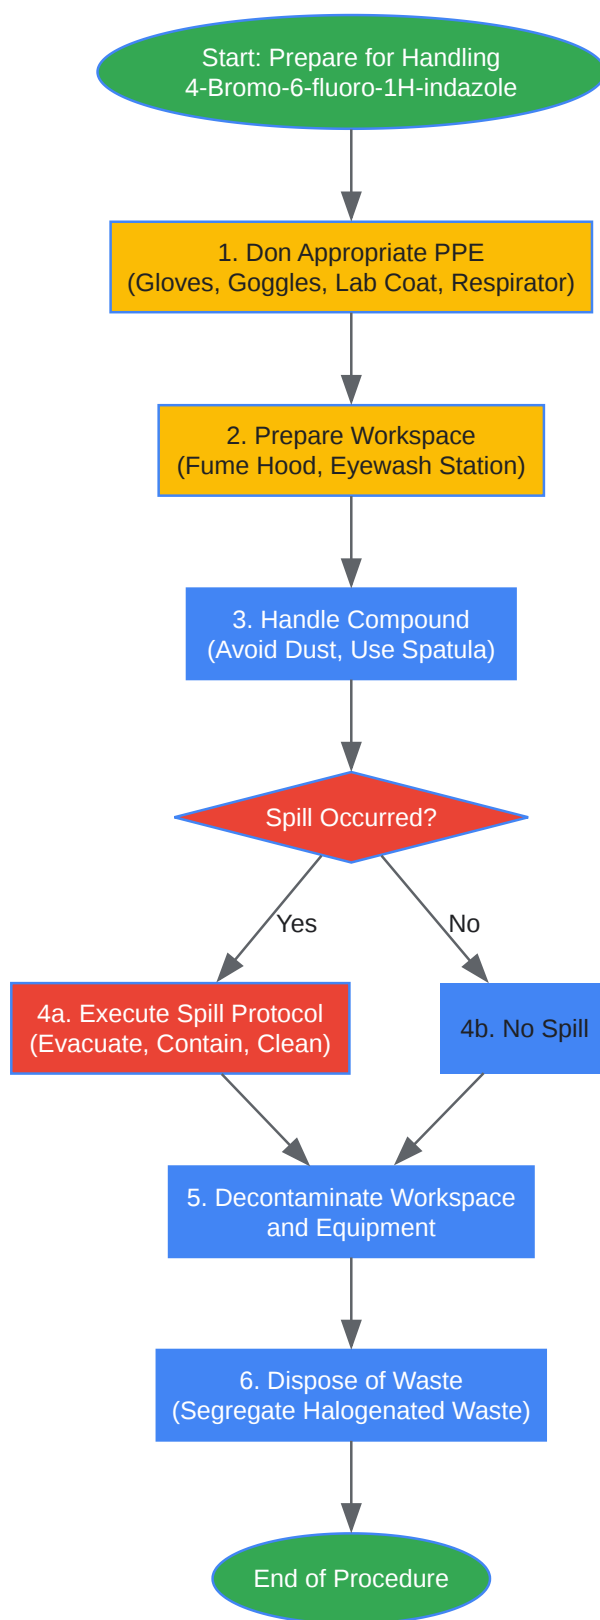 Start: Prepare for Handling
4-Bromo-6-fluoro-1H-indazole
1. Don Appropriate PPE
(Gloves, Goggles, Lab Coat, Respirator)
2. Prepare Workspace
(Fume Hood, Eyewash Station)
3. Handle Compound
(Avoid Dust, Use Spatula)
Spill Occurred?
Yes
No
4a. Execute Spill Protocol
(Evacuate, Contain, Clean)
4b. No Spill
5. Decontaminate Workspace
and Equipment
6. Dispose of Waste
(Segregate Halogenated Waste)
End of Procedure